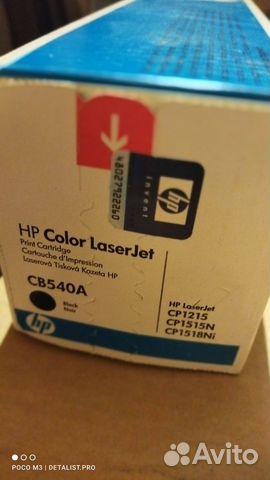 4802792226O
hp
invent
HP Color LaserJet
Print Cartridge
Cartouche d'Impression
Laserová Tisková Kazeta HP
CB540A
Black
Noir
HP LaserJet
CP1215
CP1515N
CP1518Ni
hp
POCO M3 | DETALIST.PRO
Avito